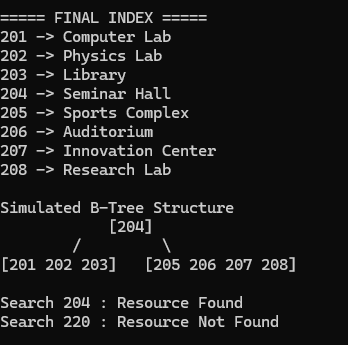 ===== FINAL INDEX =====
201 -> Computer Lab
202 -> Physics Lab
203 -> Library
204 -> Seminar Hall
205 -> Sports Complex
206 -> Auditorium
207 -> Innovation Center
208 -> Research Lab
Simulated B-Tree Structure
[204]
/ \
[201 202 203] [205 206 207 208]
Search 204 : Resource Found
Search 220 : Resource Not Found